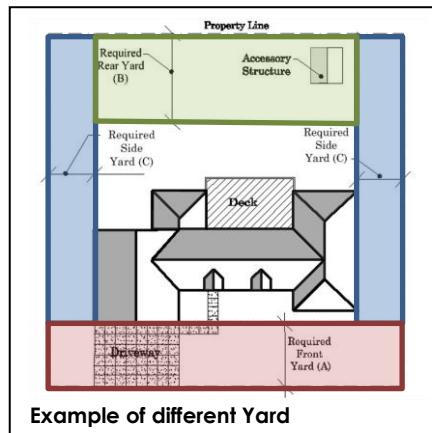 Property Line
Required
Rear Yard
(B)
Accessory
Structure
Required
Side
Yard (C)
Required
Side
Yard (C)
Deck
Driveway
Required
Front
Yard (A)
Example of different Yard